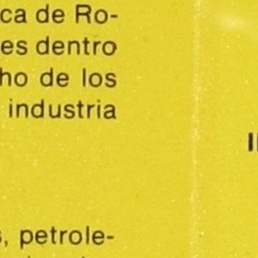 ca de Ro-
es dentro
ho de los
industria
, petrole-